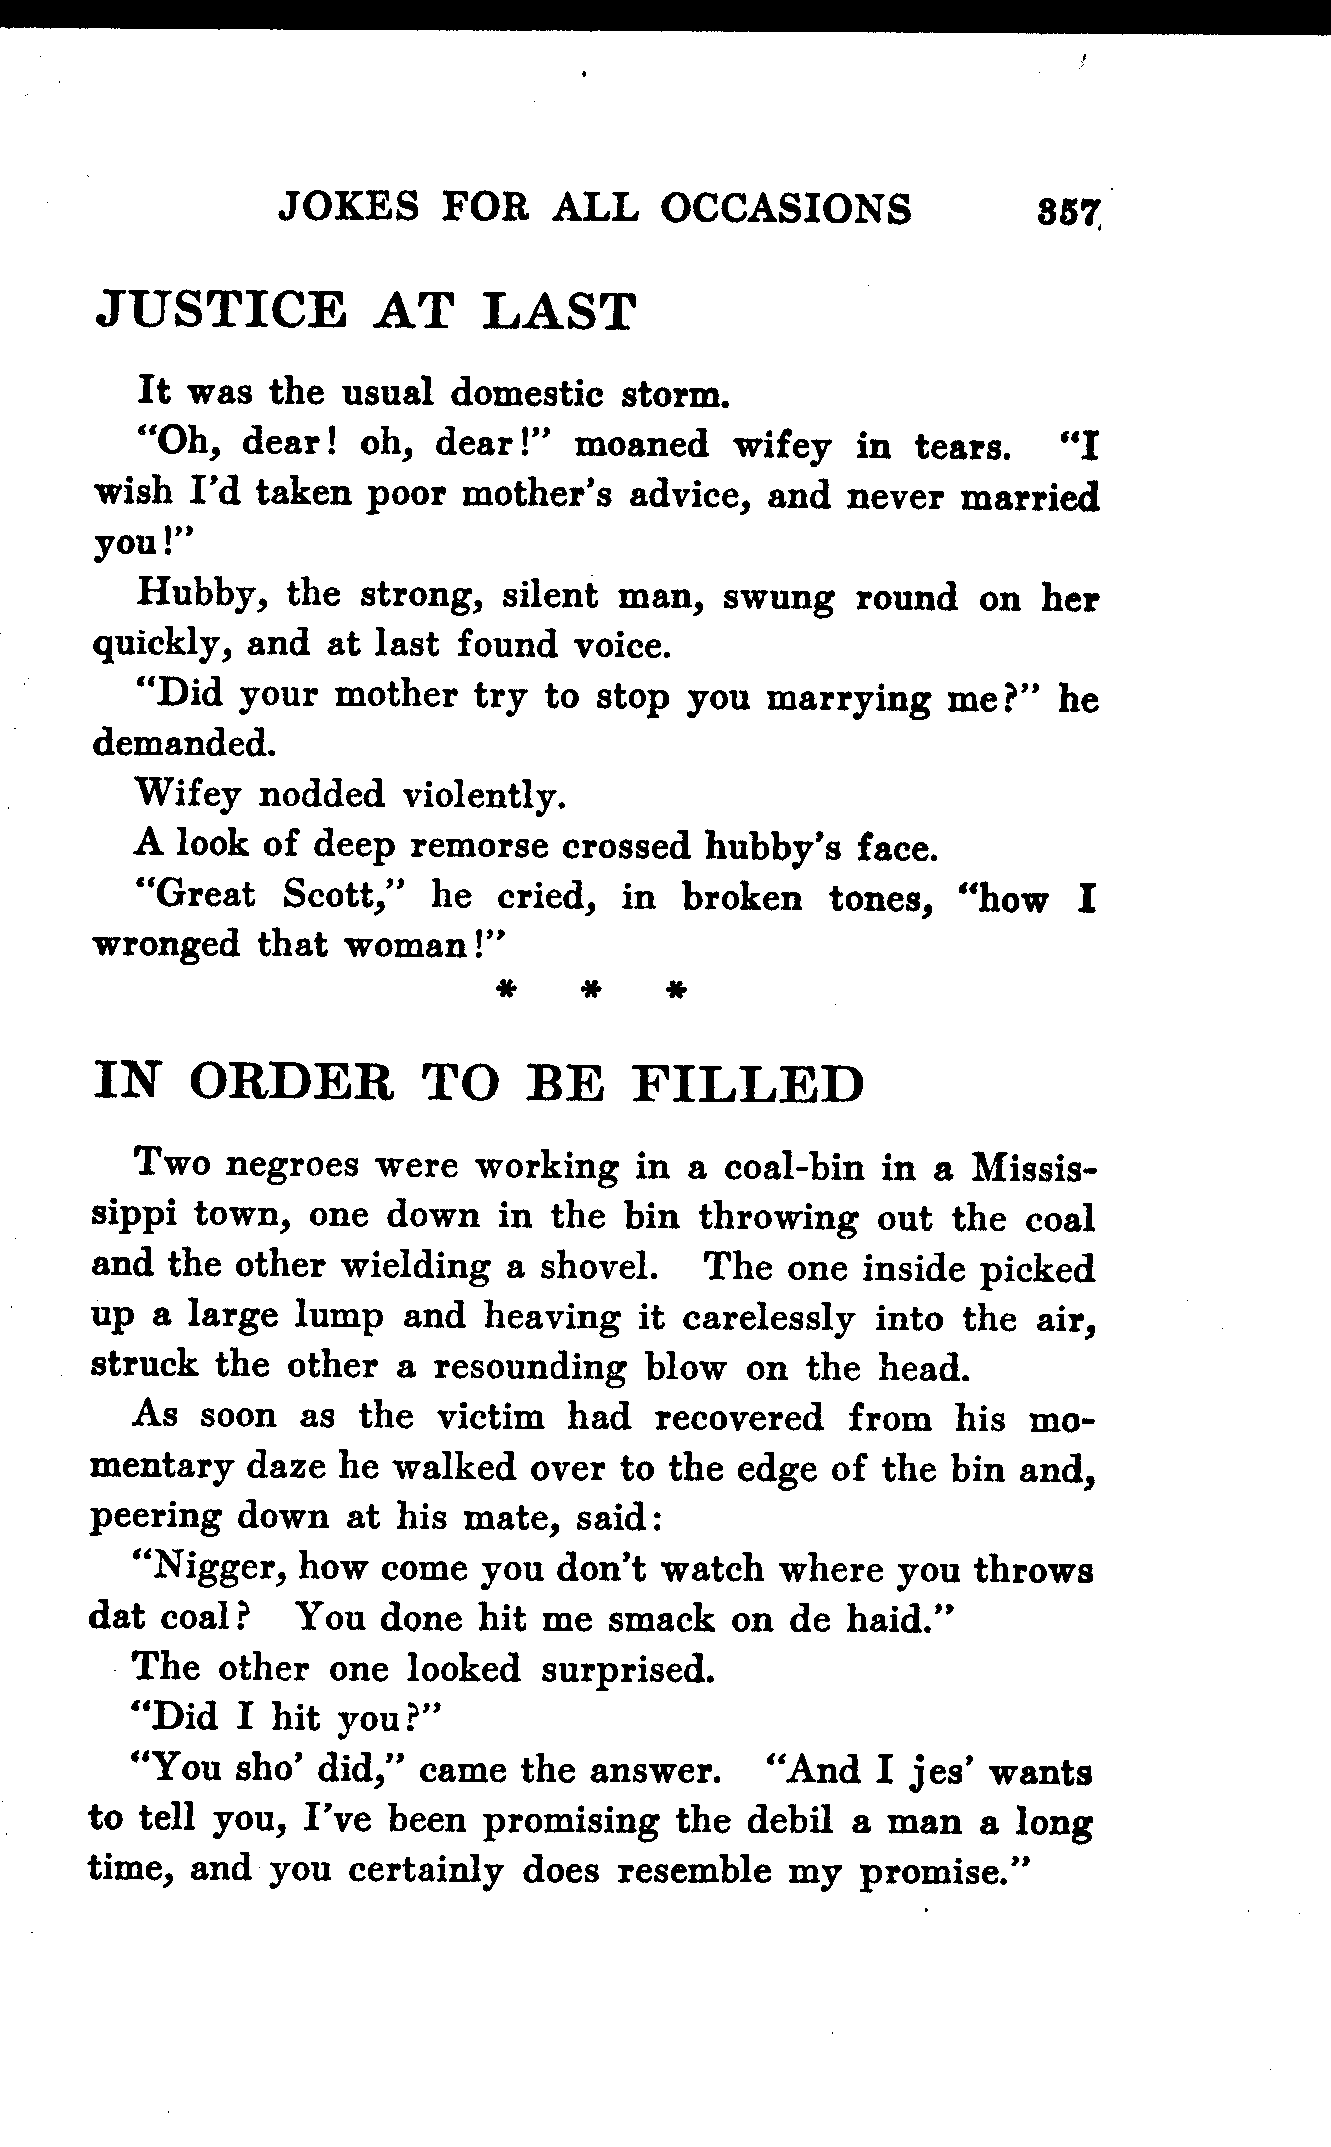 JOKES FOR ALL OCCASIONS 357
JUSTICE AT LAST
It was the usual domestic storm.
"Oh, dear! oh, dear!" moaned wifey in tears. "I
wish I'd taken poor mother's advice, and never married
you!"
Hubby, the strong, silent man, swung round on her
quickly, and at last found voice.
"Did your mother try to stop you marrying me?" he
demanded.
Wifey nodded violently.
A look of deep remorse crossed hubby's face.
"Great Scott," he cried, in broken tones, "how I
wronged that woman!"
* * *
IN ORDER TO BE FILLED
Two negroes were working in a coal-bin in a Missis-
sippi town, one down in the bin throwing out the coal
and the other wielding a shovel. The one inside picked
up a large lump and heaving it carelessly into the air,
struck the other a resounding blow on the head.
As soon as the victim had recovered from his mo-
mentary daze he walked over to the edge of the bin and,
peering down at his mate, said:
"Nigger, how come you don't watch where you throws
dat coal? You done hit me smack on de haid."
The other one looked surprised.
"Did I hit you?"
"You sho' did," came the answer. "And I jes' wants
to tell you, I've been promising the debil a man a long
time, and you certainly does resemble my promise."